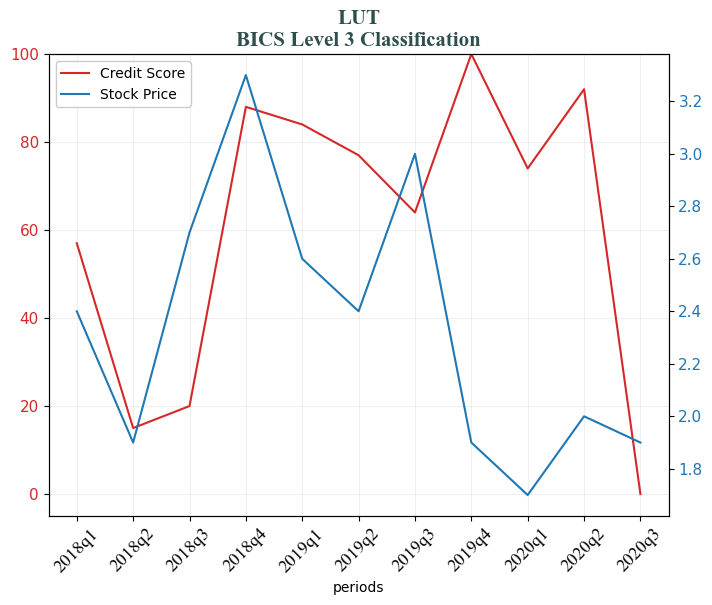 LUT
BICS Level 3 Classification
Credit Score
Stock Price
100
80
60
40
20
0
3.2
3.0
2.8
2.6
2.4
2.2
2.0
1.8
2018q1
2018q2
2018q3
2018q4
2019q1
2019q2
2019q3
2019q4
2020q1
2020q2
2020q3
periods